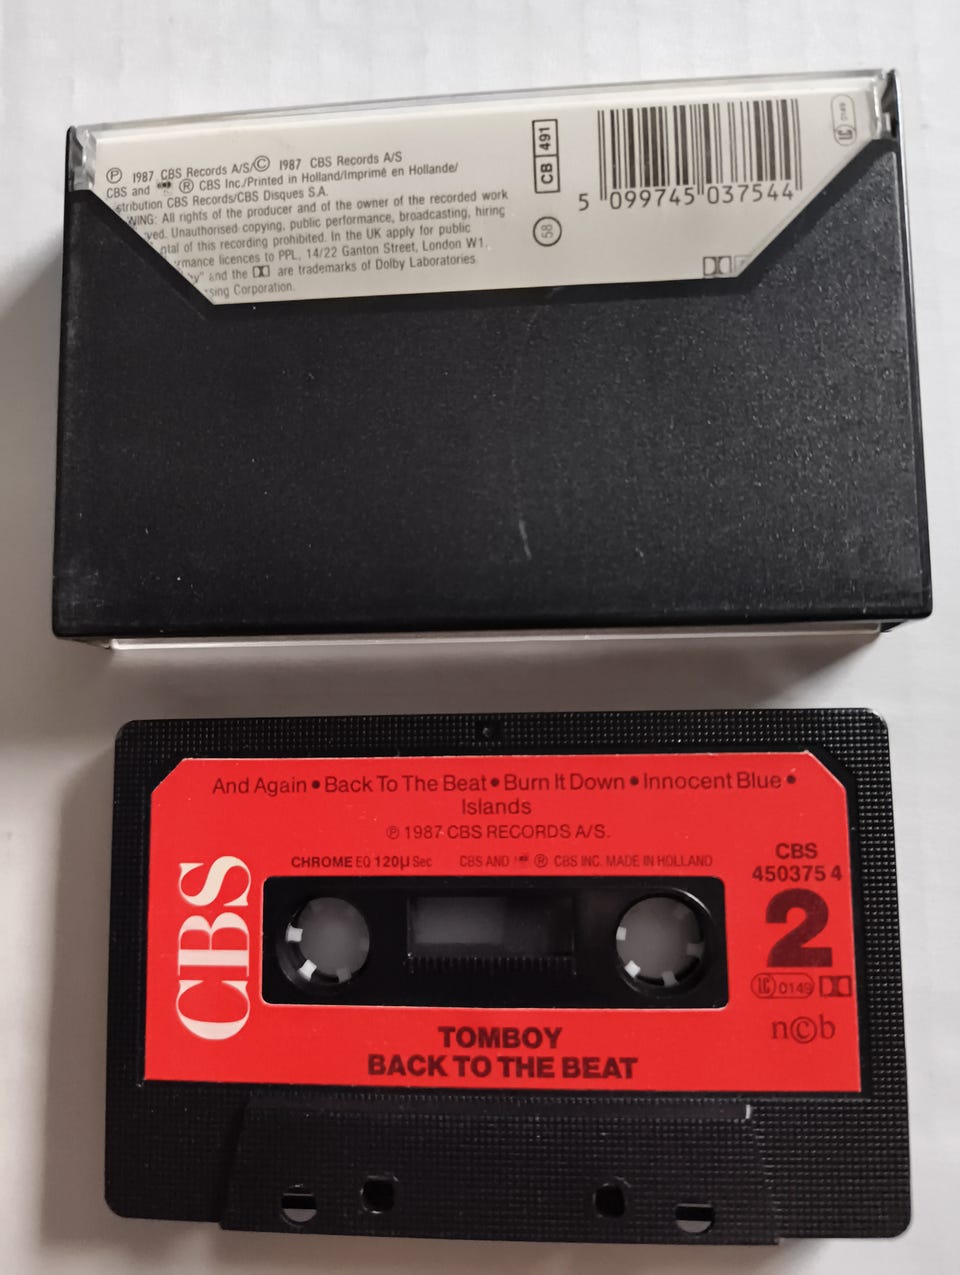 Ⓟ 1987 CBS Records A/S/Ⓒ 1987 CBS Records A/S
CBS and ® CBS Inc./Printed in Holland/Imprimé en Hollande/
stribution CBS Records/CBS Disques S.A.
WING: All rights of the producer and of the owner of the recorded work
ved. Unauthorised copying, public performance, broadcasting, hiring
ntal of this recording prohibited. In the UK apply for public
rmance licences to PPL, 14/22 Ganton Street, London W1.
by" and the are trademarks of Dolby Laboratories
sing Corporation.
CB 491
58
5 099745 037544
LC 0149
And Again • Back To The Beat • Burn It Down • Innocent Blue •
Islands
Ⓟ 1987 CBS RECORDS A/S.
CHROME EQ 120µ Sec CBS AND ® CBS INC. MADE IN HOLLAND
CBS
CBS
450375 4
2
LC 0149
n©b
TOMBOY
BACK TO THE BEAT